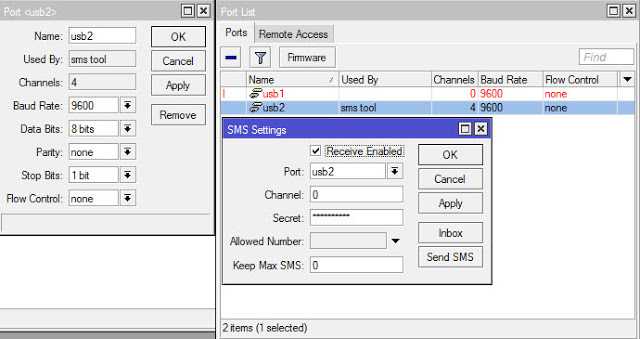 Port <usb2>
Name: usb2
OK
Used By: sms tool
Cancel
Channels: 4
Apply
Baud Rate: 9600
Remove
Data Bits: 8 bits
Parity: none
Stop Bits: 1 bit
Flow Control: none
Port List
Ports
Remote Access
Firmware
Find
Name Used By Channels Baud Rate Flow Control
I usb1 0 9600 none
usb2 sms tool 4 9600 none
SMS Settings
Receive Enabled
OK
Port: usb2
Cancel
Channel: 0
Apply
Secret: **********
Allowed Number:
Inbox
Keep Max SMS: 0
Send SMS
2 items (1 selected)